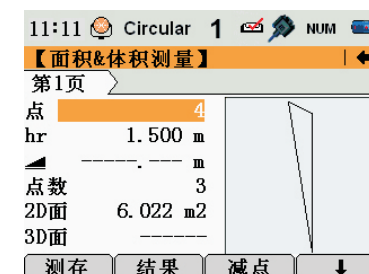 11:11 Circular 1 NUM
【面积&体积测量】
第1页
点 4
hr 1.500 m
-----.--- m
点数 3
2D面 6.022 m2
3D面 ------
测存 结果 减点 ↓